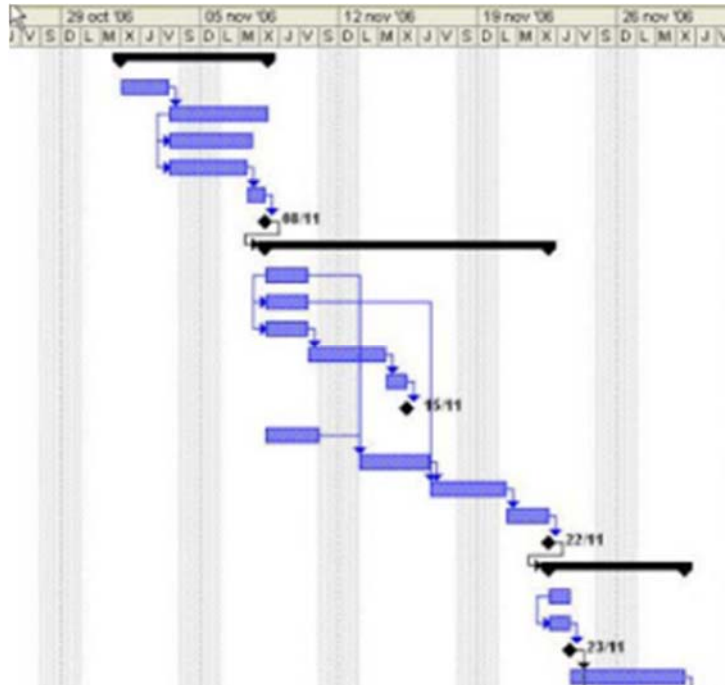 29 oct '06 05 nov '06 12 nov '06 19 nov '06 26 nov '06
J V S D L M X J V S D L M X J V S D L M X J V S D L M X J V S D L M X J V
08/11
15/11
22/11
23/11